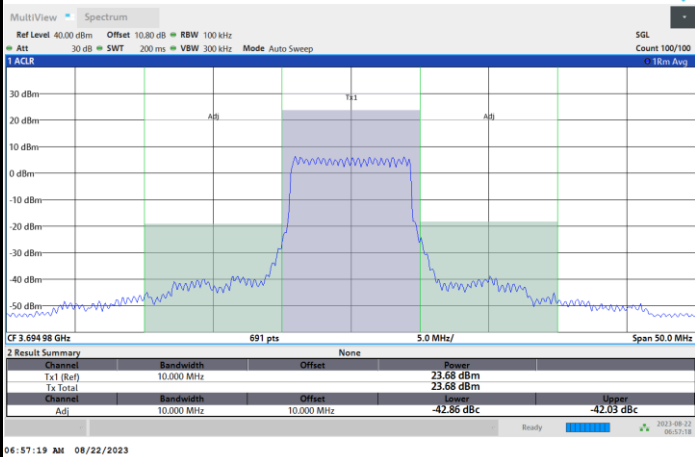 MultiView Spectrum
Ref Level 40.00 dBm Offset 10.80 dB RBW 100 kHz SGL
Att 30 dB SWT 200 ms VBW 300 kHz Mode Auto Sweep Count 100/100
1 ACLR 1Rm Avg
30 dBm
Tx1
20 dBm
Adj Adj
10 dBm
0 dBm
-10 dBm
-20 dBm
-30 dBm
-40 dBm
-50 dBm
CF 3.694 98 GHz 691 pts 5.0 MHz/ Span 50.0 MHz
2 Result Summary None
Channel Bandwidth Offset Power
Tx1 (Ref) 10.000 MHz 23.68 dBm
Tx Total 23.68 dBm
Channel Bandwidth Offset Lower Upper
Adj 10.000 MHz 10.000 MHz -42.86 dBc -42.03 dBc
Ready 2023-08-22
06:57:18
06:57:19 AM 08/22/2023